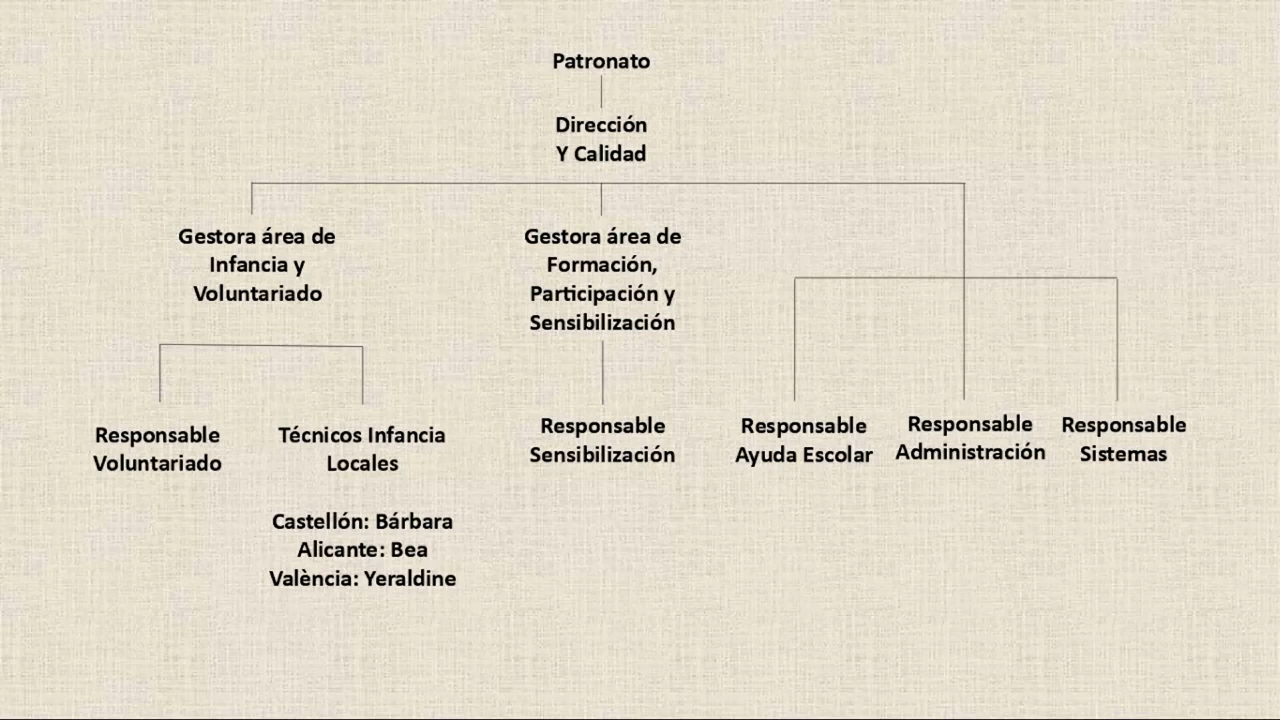 Patronato
Dirección
Y Calidad
Gestora área de
Infancia y
Voluntariado
Gestora área de
Formación,
Participación y
Sensibilización
Responsable
Voluntariado
Técnicos Infancia
Locales
Castellón: Bárbara
Alicante: Bea
València: Yeraldine
Responsable
Sensibilización
Responsable
Ayuda Escolar
Responsable
Administración
Responsable
Sistemas